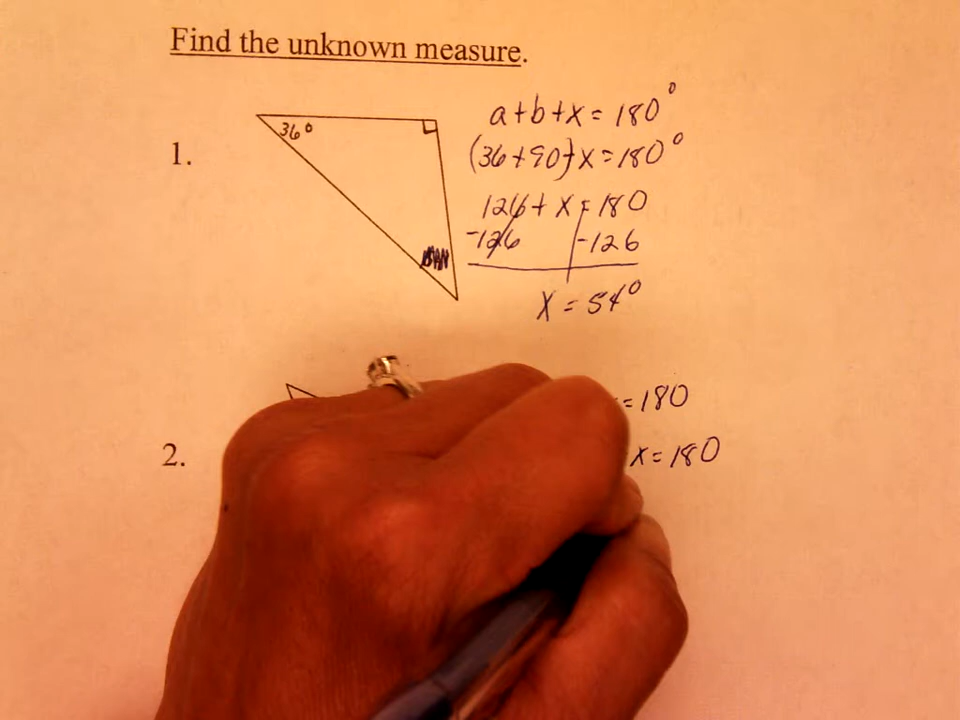 Find the unknown measure.
1.
36°
a+b+x=180°
(36+90)+x=180°
126+x=180
-126 -126
x=54°
=180
2.
x=180